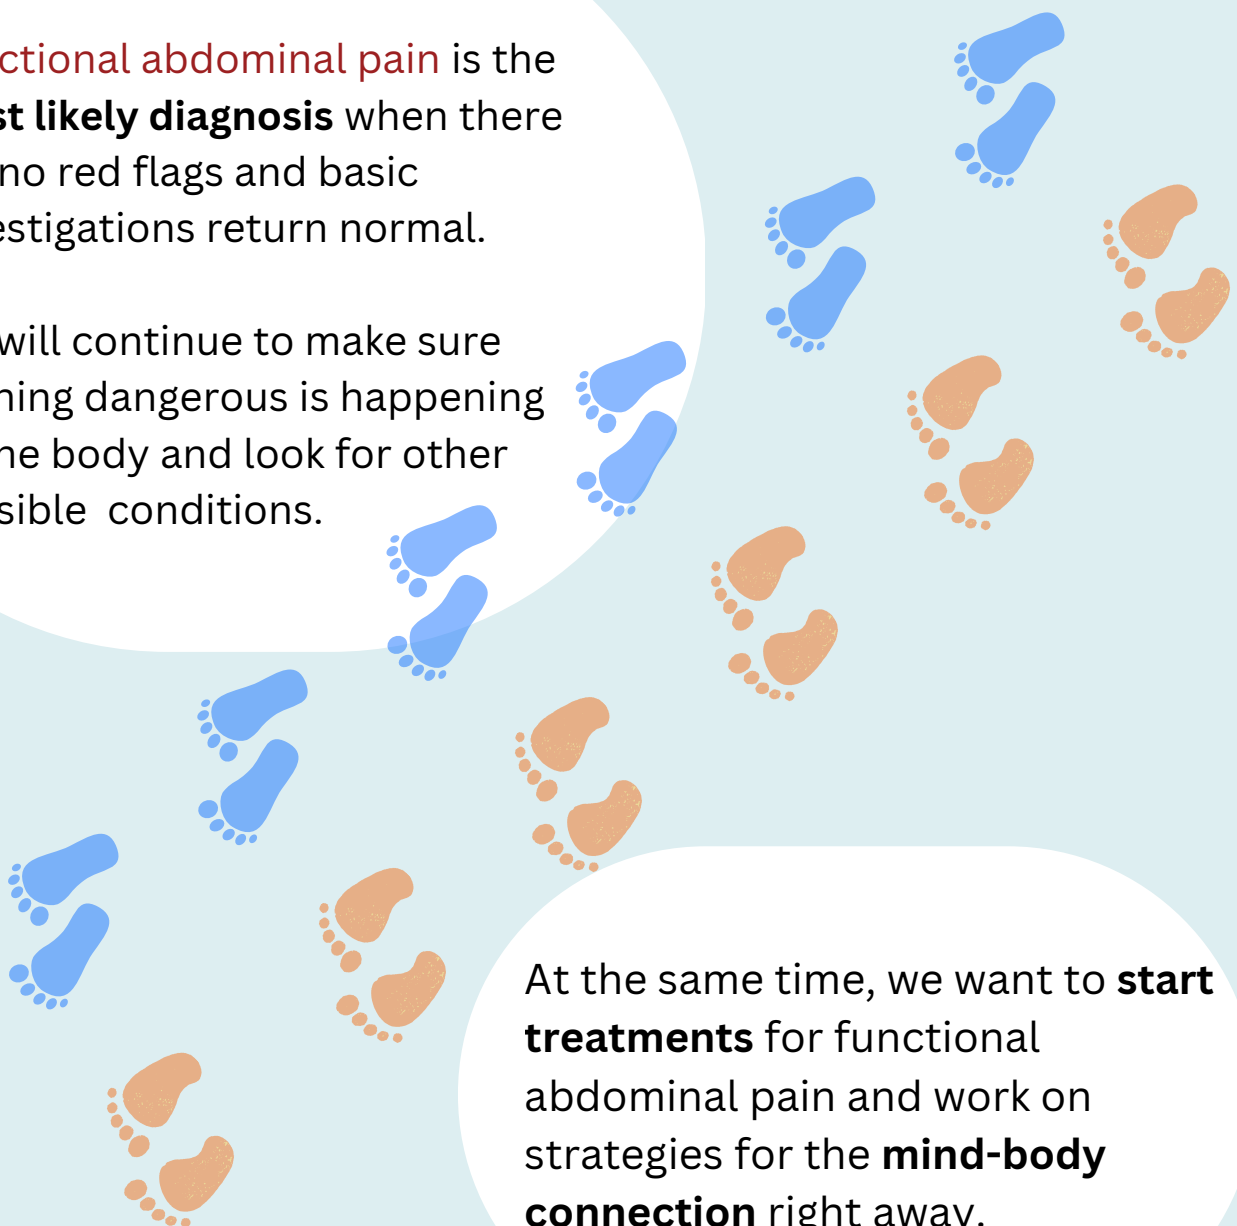 ctional abdominal pain is the
st likely diagnosis when there
no red flags and basic
estigations return normal.
will continue to make sure
ning dangerous is happening
ne body and look for other
sible conditions.
At the same time, we want to start
treatments for functional
abdominal pain and work on
strategies for the mind-body
connection right away.